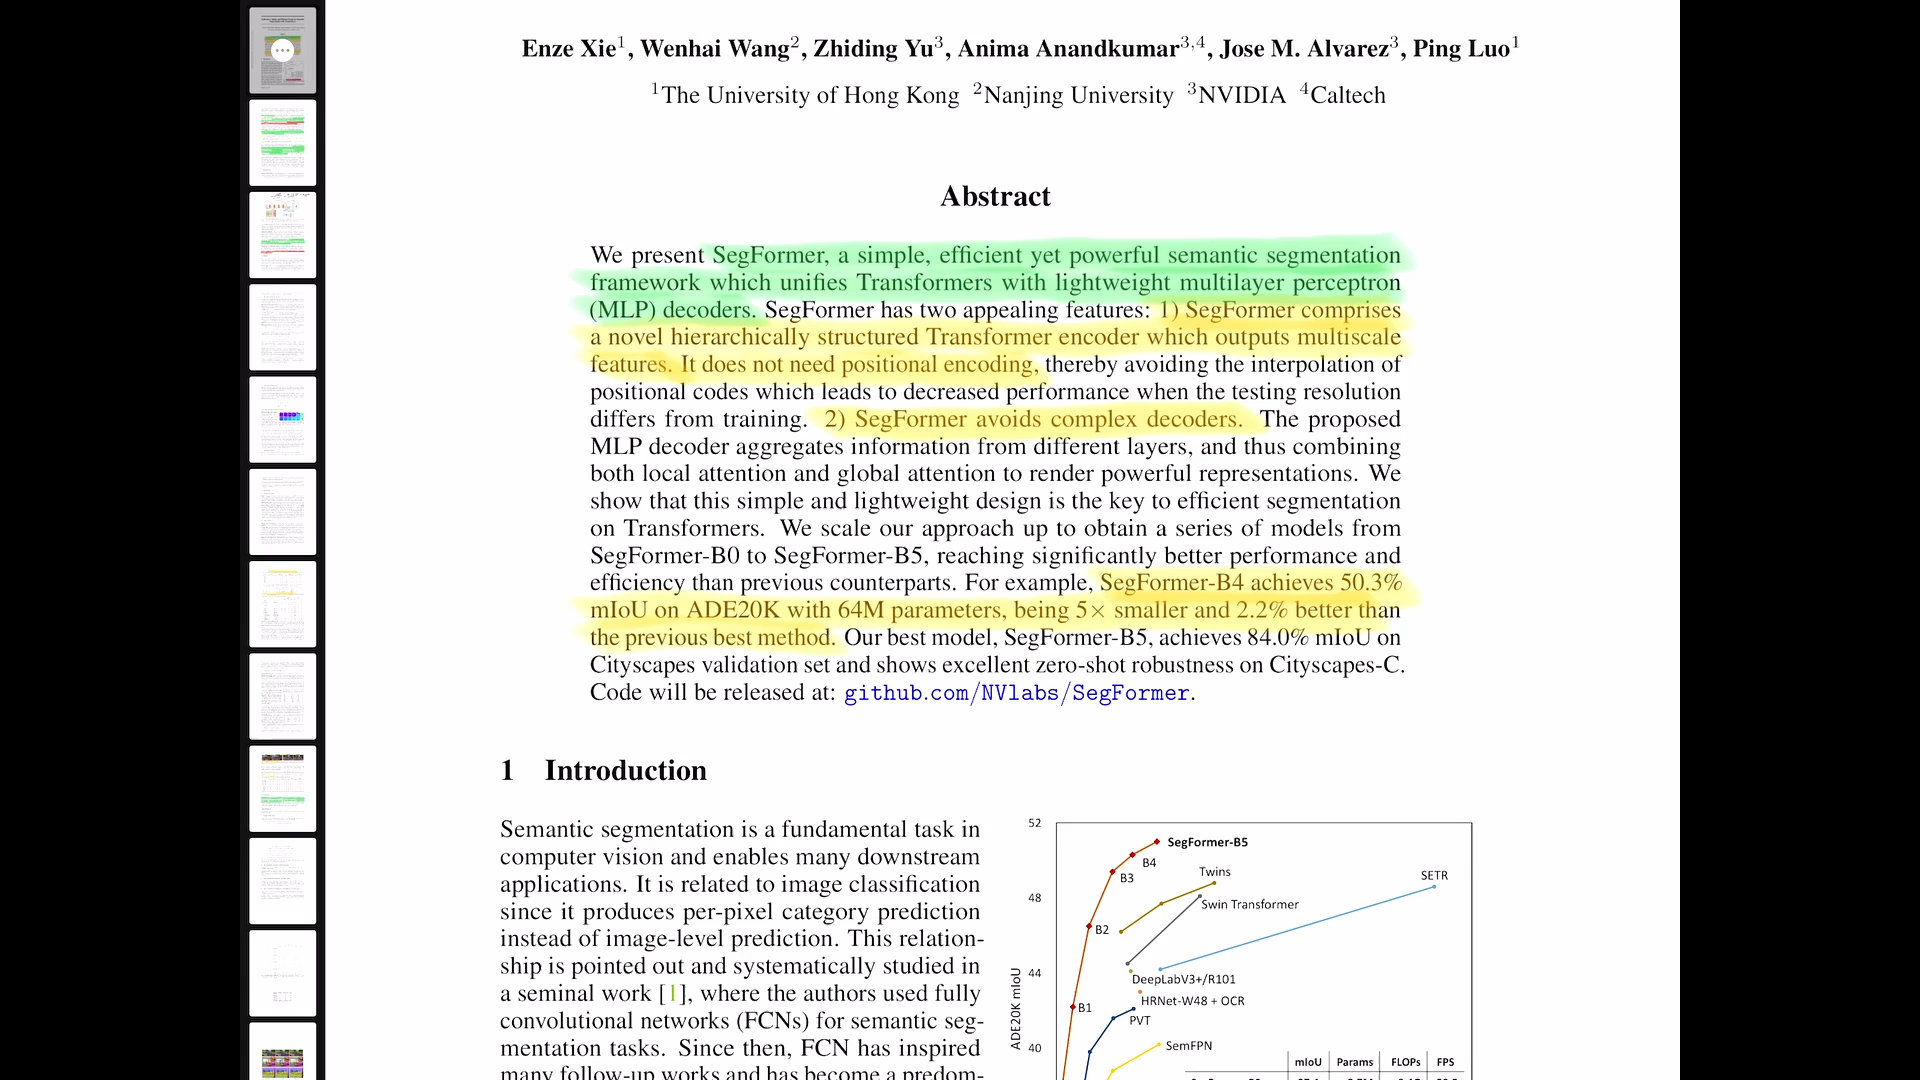 Enze Xie1, Wenhai Wang2, Zhiding Yu3, Anima Anandkumar3,4, Jose M. Alvarez3, Ping Luo1
1The University of Hong Kong 2Nanjing University 3NVIDIA 4Caltech
Abstract
We present SegFormer, a simple, efficient yet powerful semantic segmentation
framework which unifies Transformers with lightweight multilayer perceptron
(MLP) decoders. SegFormer has two appealing features: 1) SegFormer comprises
a novel hierarchically structured Transformer encoder which outputs multiscale
features. It does not need positional encoding, thereby avoiding the interpolation of
positional codes which leads to decreased performance when the testing resolution
differs from training. 2) SegFormer avoids complex decoders. The proposed
MLP decoder aggregates information from different layers, and thus combining
both local attention and global attention to render powerful representations. We
show that this simple and lightweight design is the key to efficient segmentation
on Transformers. We scale our approach up to obtain a series of models from
SegFormer-B0 to SegFormer-B5, reaching significantly better performance and
efficiency than previous counterparts. For example, SegFormer-B4 achieves 50.3%
mIoU on ADE20K with 64M parameters, being 5× smaller and 2.2% better than
the previous best method. Our best model, SegFormer-B5, achieves 84.0% mIoU on
Cityscapes validation set and shows excellent zero-shot robustness on Cityscapes-C.
Code will be released at: github.com/NVlabs/SegFormer.
1 Introduction
Semantic segmentation is a fundamental task in
computer vision and enables many downstream
applications. It is related to image classification
since it produces per-pixel category prediction
instead of image-level prediction. This relation-
ship is pointed out and systematically studied in
a seminal work [1], where the authors used fully
convolutional networks (FCNs) for semantic seg-
mentation tasks. Since then, FCN has inspired
many follow-up works and has become a predom-
52
SegFormer-B5
B4
B3
Twins
SETR
48
Swin Transformer
B2
44
DeepLabV3+/R101
HRNet-W48 + OCR
B1
PVT
ADE20K mIoU
40
SemFPN
mIoU Params FLOPs FPS